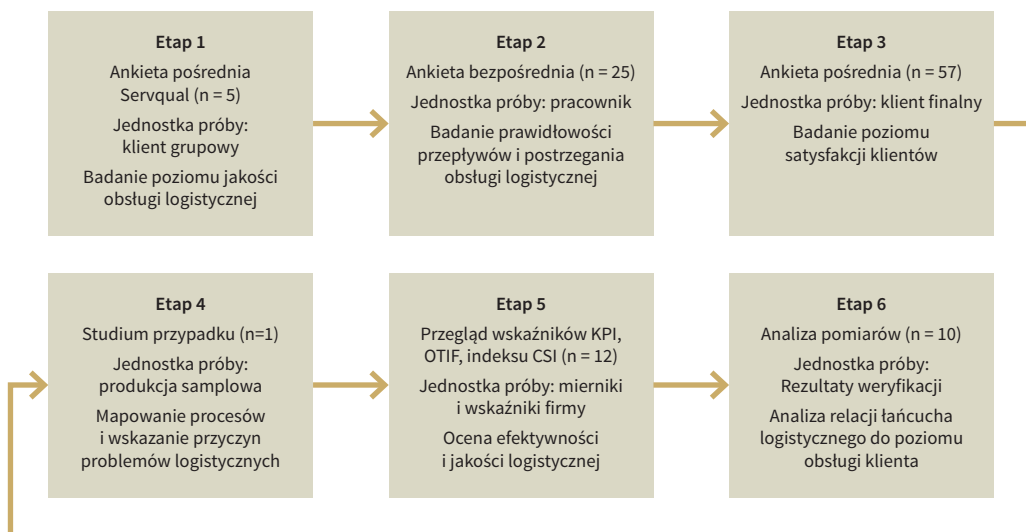 Etap 1
Ankieta pośrednia
Servqual (n = 5)
Jednostka próby:
klient grupowy
Badanie poziomu jakości
obsługi logistycznej
Etap 2
Ankieta bezpośrednia (n = 25)
Jednostka próby: pracownik
Badanie prawidłowości
przepływów i postrzegania
obsługi logistycznej
Etap 3
Ankieta pośrednia (n = 57)
Jednostka próby: klient finalny
Badanie poziomu
satysfakcji klientów
Etap 4
Studium przypadku (n=1)
Jednostka próby:
produkcja samplowa
Mapowanie procesów
i wskazanie przyczyn
problemów logistycznych
Etap 5
Przegląd wskaźników KPI,
OTIF, indeksu CSI (n = 12)
Jednostka próby: mierniki
i wskaźniki firmy
Ocena efektywności
i jakości logistycznej
Etap 6
Analiza pomiarów (n = 10)
Jednostka próby:
Rezultaty weryfikacji
Analiza relacji łańcucha
logistycznego do poziomu
obsługi klienta